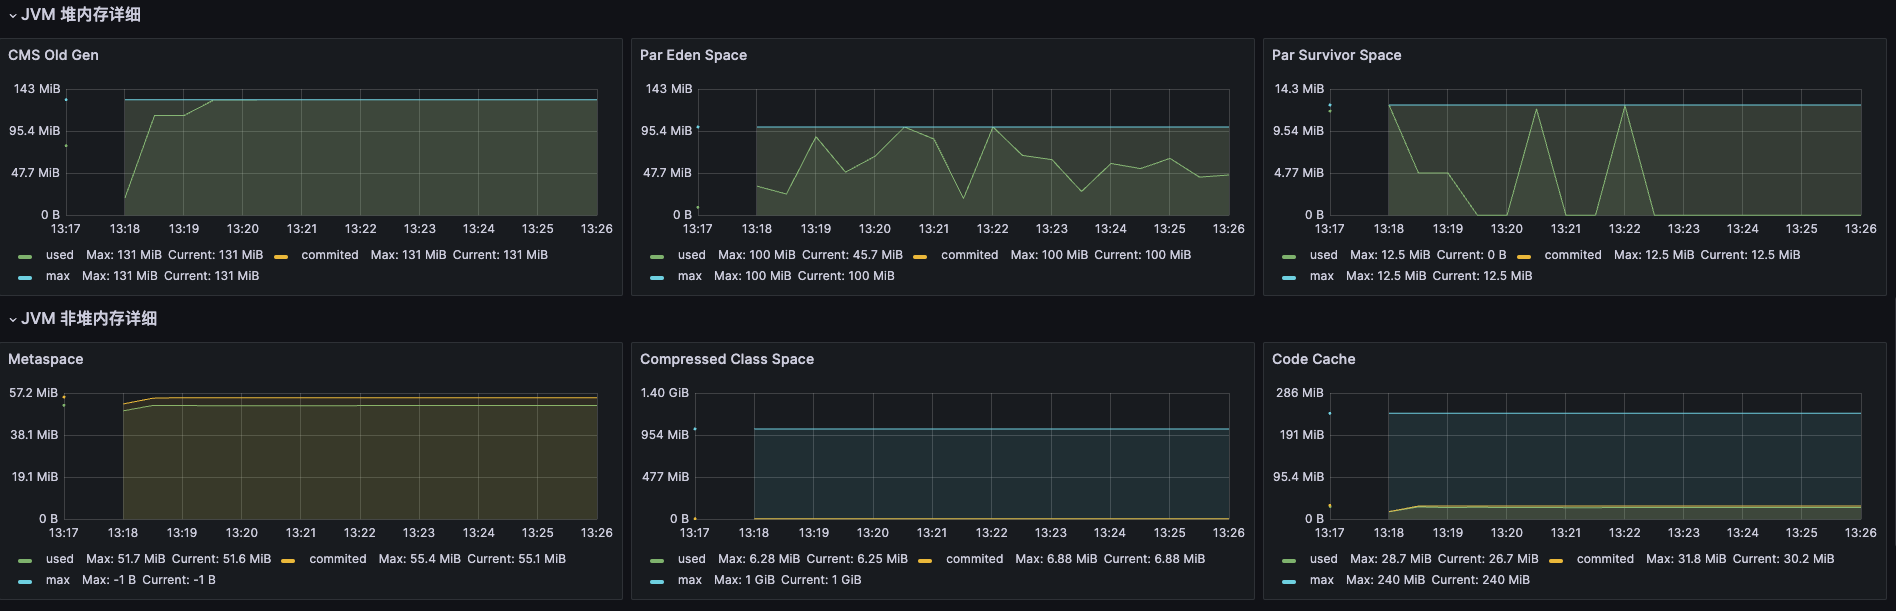 JVM 堆内存详细
CMS Old Gen
143 MiB
95.4 MiB
47.7 MiB
0 B
13:17 13:18 13:19 13:20 13:21 13:22 13:23 13:24 13:25 13:26
used Max: 131 MiB Current: 131 MiB commited Max: 131 MiB Current: 131 MiB
max Max: 131 MiB Current: 131 MiB
Par Eden Space
143 MiB
95.4 MiB
47.7 MiB
0 B
13:17 13:18 13:19 13:20 13:21 13:22 13:23 13:24 13:25 13:26
used Max: 100 MiB Current: 45.7 MiB commited Max: 100 MiB Current: 100 MiB
max Max: 100 MiB Current: 100 MiB
Par Survivor Space
14.3 MiB
9.54 MiB
4.77 MiB
0 B
13:17 13:18 13:19 13:20 13:21 13:22 13:23 13:24 13:25 13:26
used Max: 12.5 MiB Current: 0 B commited Max: 12.5 MiB Current: 12.5 MiB
max Max: 12.5 MiB Current: 12.5 MiB
JVM 非堆内存详细
Metaspace
57.2 MiB
38.1 MiB
19.1 MiB
0 B
13:17 13:18 13:19 13:20 13:21 13:22 13:23 13:24 13:25 13:26
used Max: 51.7 MiB Current: 51.6 MiB commited Max: 55.4 MiB Current: 55.1 MiB
max Max: -1 B Current: -1 B
Compressed Class Space
1.40 GiB
954 MiB
477 MiB
0 B
13:17 13:18 13:19 13:20 13:21 13:22 13:23 13:24 13:25 13:26
used Max: 6.28 MiB Current: 6.25 MiB commited Max: 6.88 MiB Current: 6.88 MiB
max Max: 1 GiB Current: 1 GiB
Code Cache
286 MiB
191 MiB
95.4 MiB
0 B
13:17 13:18 13:19 13:20 13:21 13:22 13:23 13:24 13:25 13:26
used Max: 28.7 MiB Current: 26.7 MiB commited Max: 31.8 MiB Current: 30.2 MiB
max Max: 240 MiB Current: 240 MiB